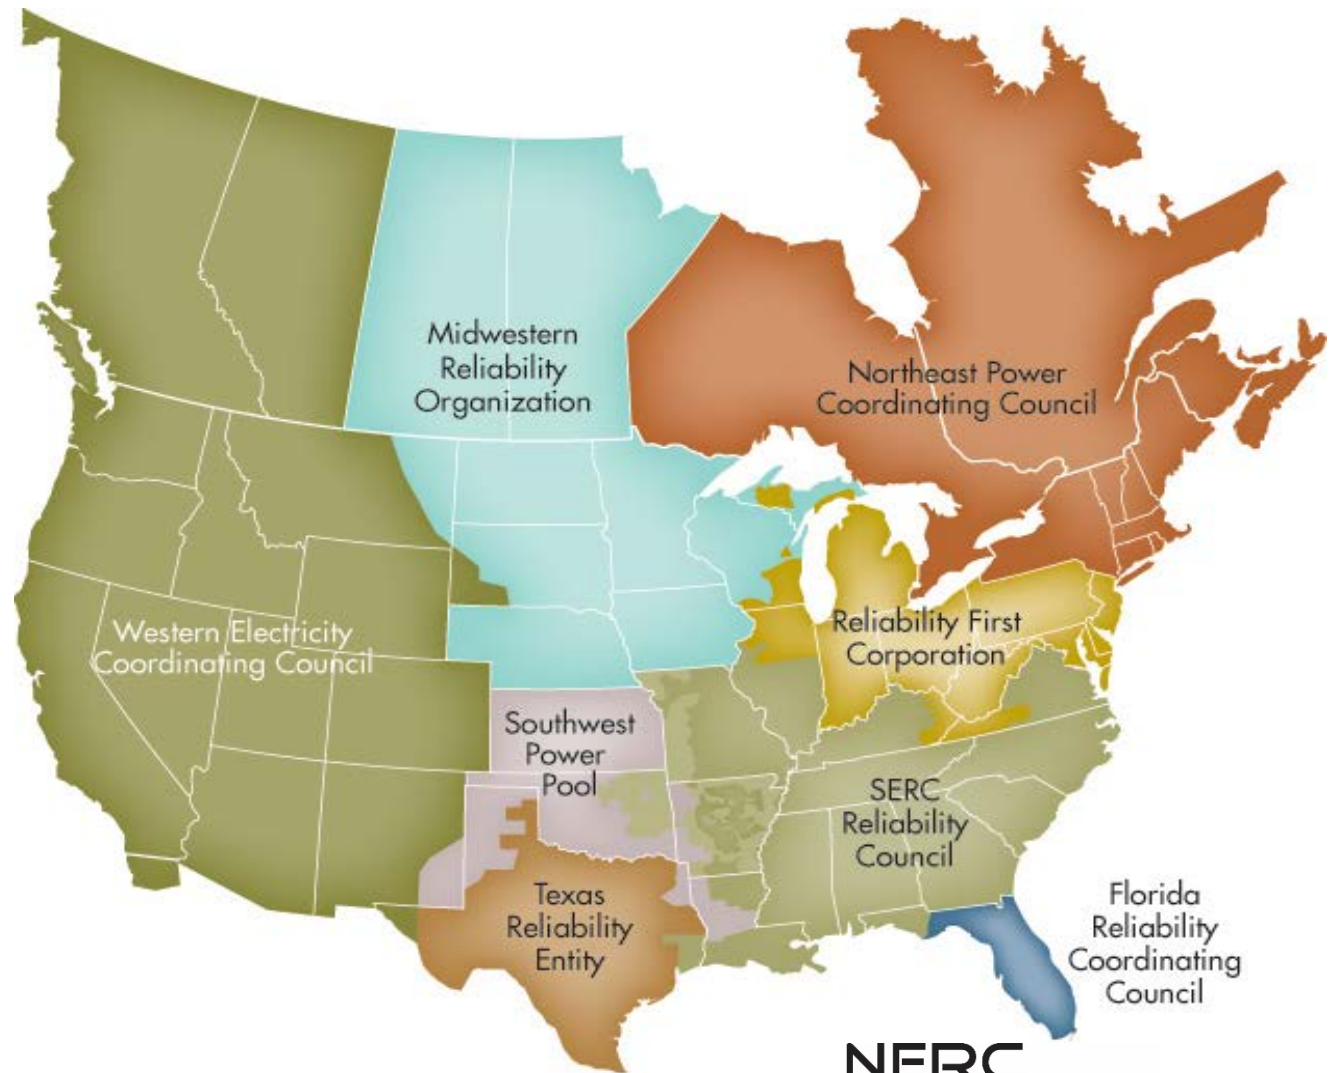 Midwestern
Reliability
Organization
Northeast Power
Coordinating Council
Western Electricity
Coordinating Council
Reliability First
Corporation
Southwest
Power
Pool
SERC
Reliability
Council
Texas
Reliability
Entity
Florida
Reliability
Coordinating
Council
NERC